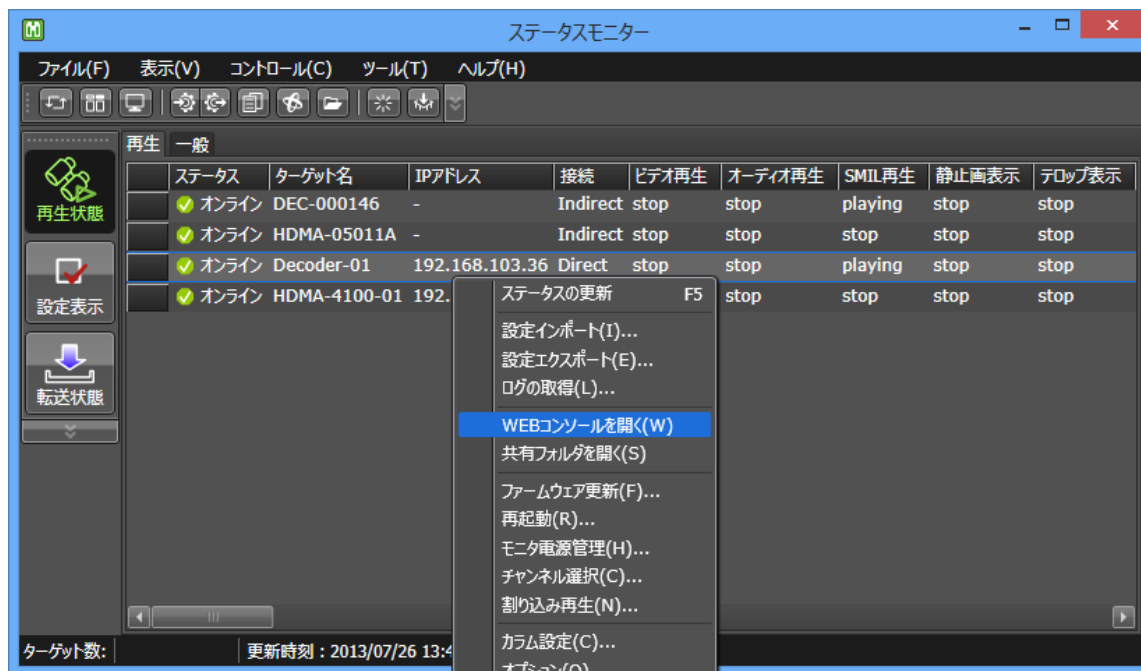 ステータスモニター
ファイル(F) 表示(V) コントロール(C) ツール(T) ヘルプ(H)
再生 一般
ステータス ターゲット名 IPアドレス 接続 ビデオ再生 オーディオ再生 SMIL再生 静止画表示 テロップ表示
オンライン DEC-000146 - Indirect stop stop playing stop stop
オンライン HDMA-05011A - Indirect stop stop stop stop stop
オンライン Decoder-01 192.168.103.36 Direct stop stop playing stop stop
オンライン HDMA-4100-01 192. stop stop stop stop
再生状態
設定表示
転送状態
ステータスの更新 F5
設定インポート(I)...
設定エクスポート(E)...
ログの取得(L)...
WEBコンソールを開く(W)
共有フォルダを開く(S)
ファームウェア更新(F)...
再起動(R)...
モニタ電源管理(H)...
チャンネル選択(C)...
割り込み再生(N)...
カラム設定(C)...
オプション(O)
ターゲット数: 更新時刻 : 2013/07/26 13:4